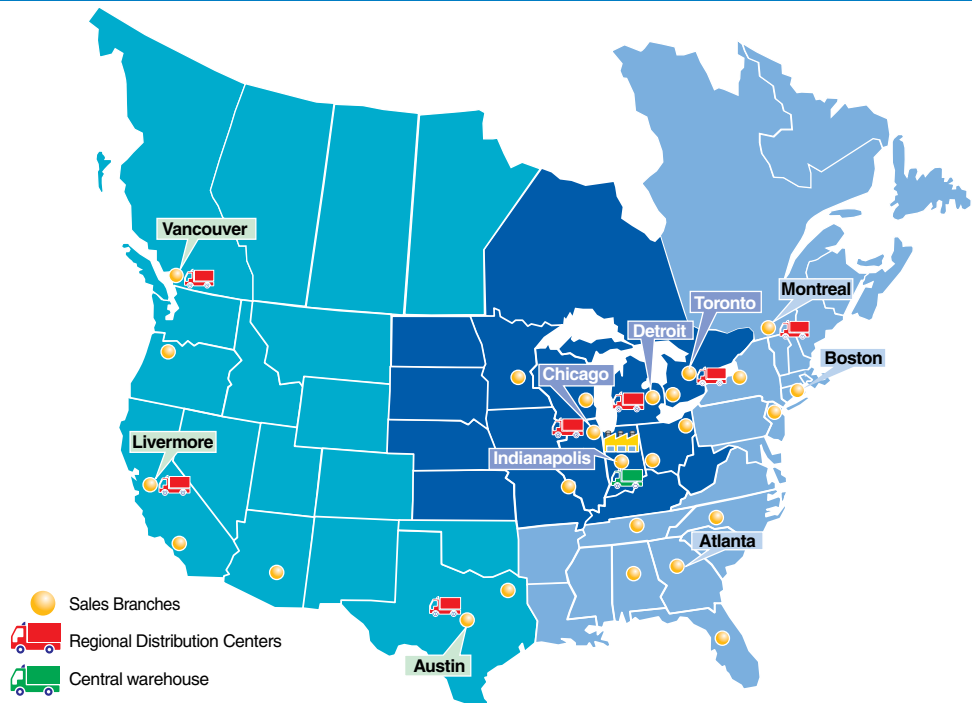 Vancouver
Montreal
Toronto
Detroit
Boston
Chicago
Livermore
Indianapolis
Atlanta
Sales Branches
Regional Distribution Centers
Austin
Central warehouse